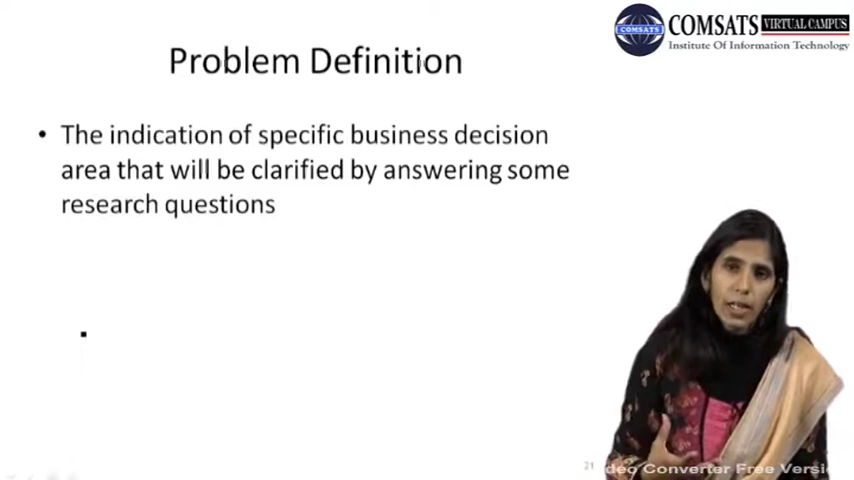 COMSATS VIRTUAL CAMPUS
Institute Of Information Technology
COMSATS
Problem Definition
• The indication of specific business decision
area that will be clarified by answering some
research questions
21
deo Converter Free Versi